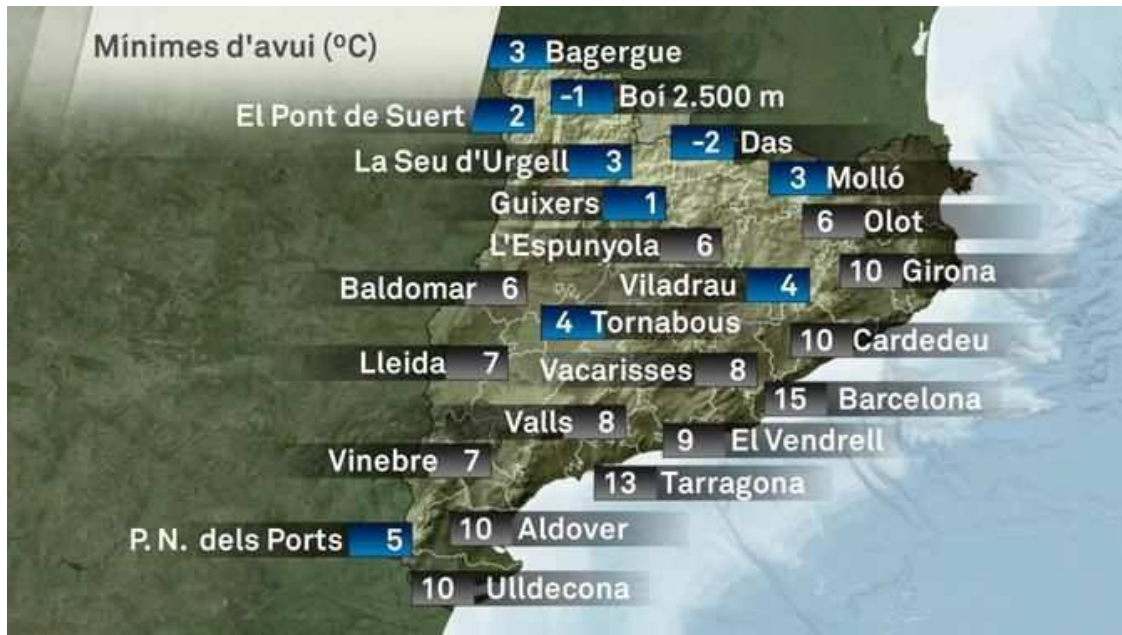 Mínimes d'avui (ºC)
3 Bagergue
-1 Boí 2.500 m
El Pont de Suert 2
-2 Das
La Seu d'Urgell 3
3 Molló
Guixers 1
6 Olot
L'Espunyola 6
10 Girona
Baldomar 6
Viladrau 4
4 Tornabous
10 Cardedeu
Lleida 7
Vacarisses 8
15 Barcelona
Valls 8
9 El Vendrell
Vinebre 7
13 Tarragona
10 Aldover
P. N. dels Ports 5
10 Ulldecona